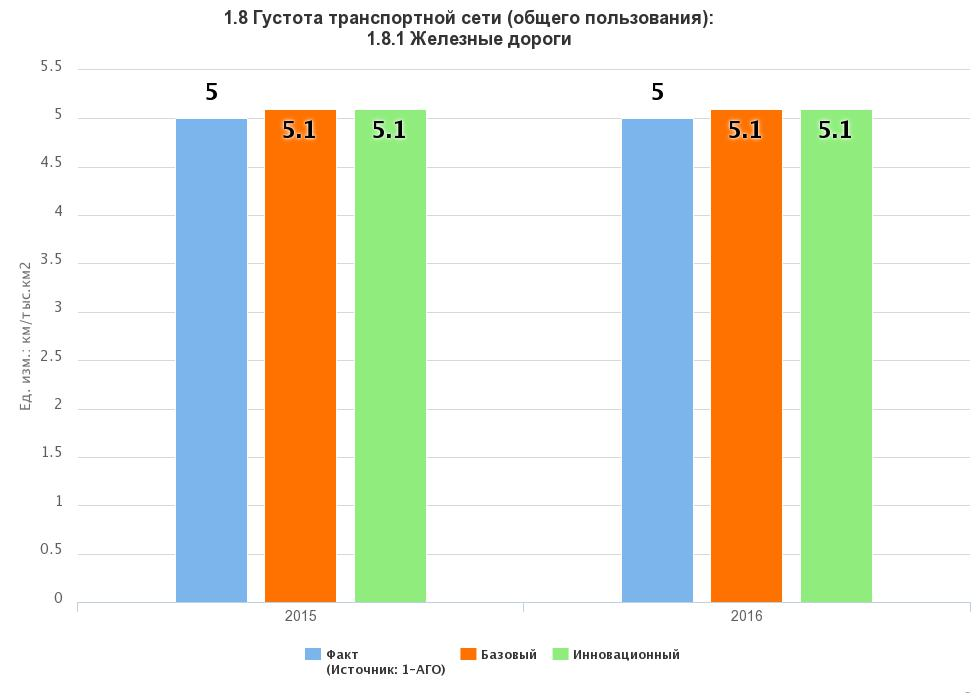 1.8 Густота транспортной сети (общего пользования):
1.8.1 Железные дороги
Ед. изм.: км/тыс.км2
5.5
5
4.5
4
3.5
3
2.5
2
1.5
1
0.5
0
5
5.1
5.1
5
5.1
5.1
2015
2016
Факт
(Источник: 1-АГО)
Базовый
Инновационный